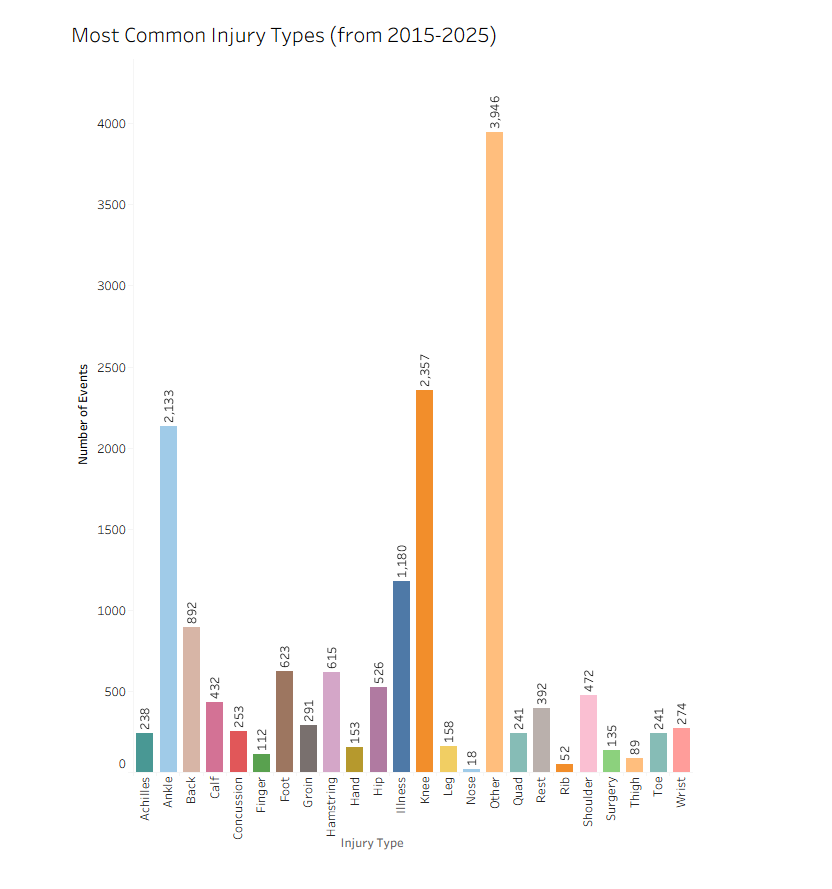 Most Common Injury Types (from 2015-2025)
Number of Events
4000
3500
3000
2500
2000
1500
1000
500
0
238
2,133
892
432
253
112
623
291
615
153
526
1,180
2,357
158
18
3,946
241
392
52
472
135
89
241
274
Achilles
Ankle
Back
Calf
Concussion
Finger
Foot
Groin
Hamstring
Hand
Hip
Illness
Knee
Leg
Nose
Other
Quad
Rest
Rib
Shoulder
Surgery
Thigh
Toe
Wrist
Injury Type